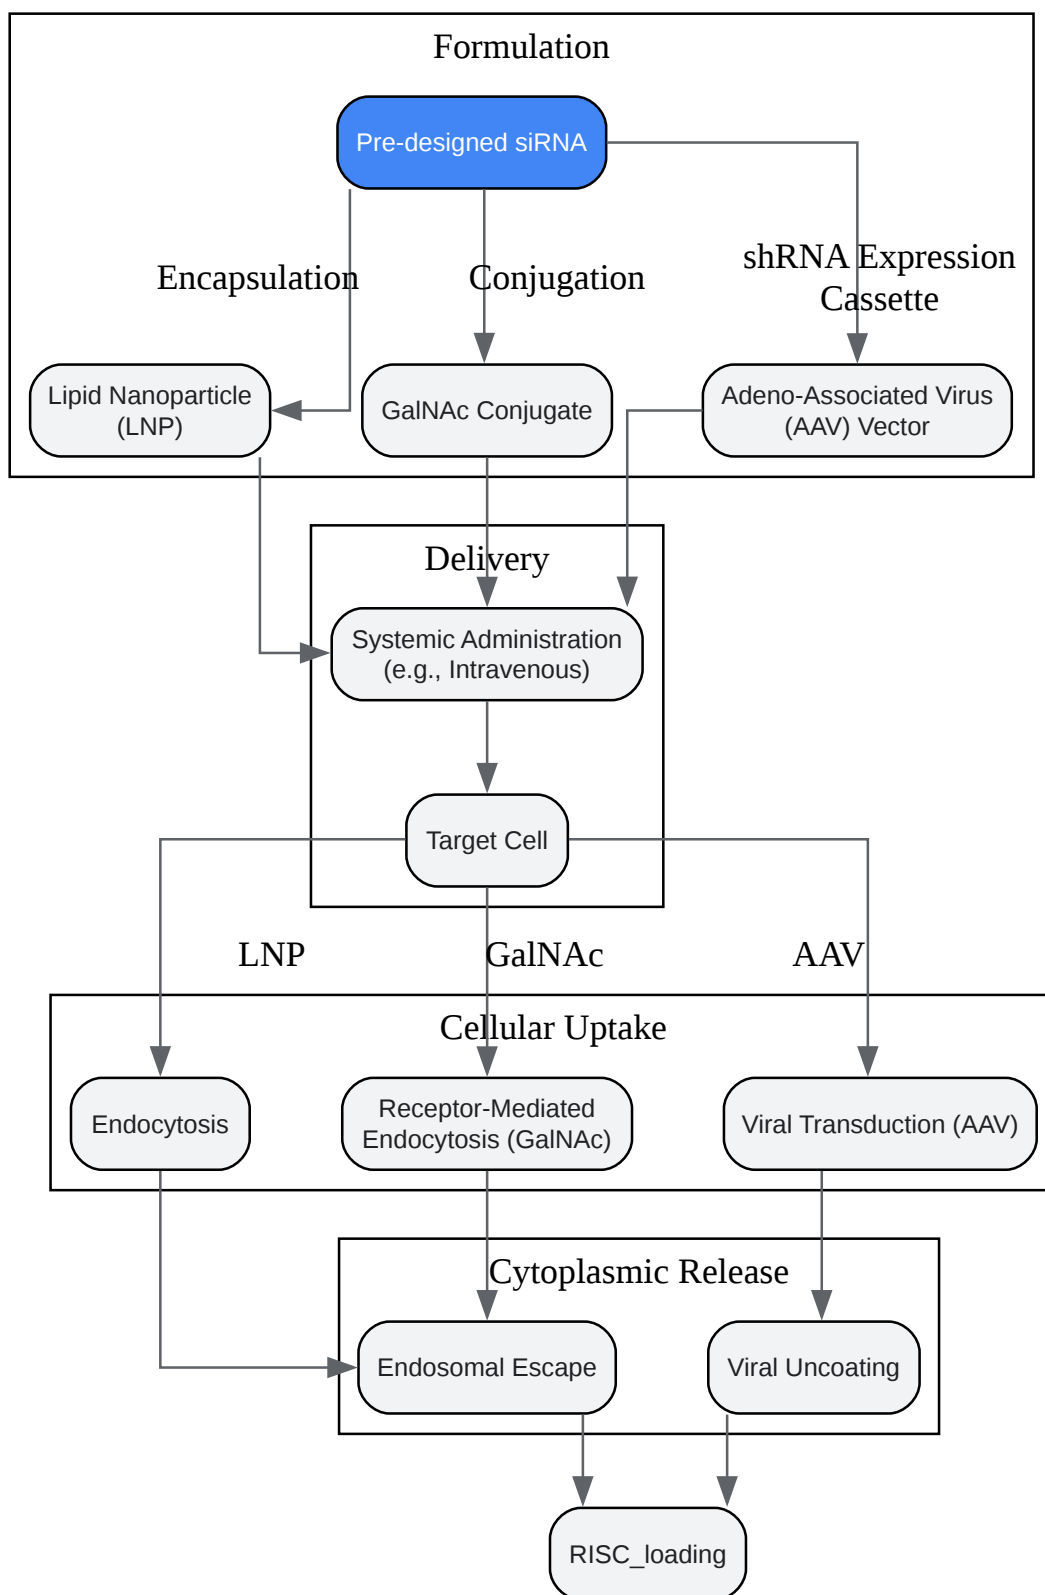 Formulation
Pre-designed siRNA
Encapsulation
Conjugation
shRNA Expression
Cassette
Lipid Nanoparticle
(LNP)
GalNAc Conjugate
Adeno-Associated Virus
(AAV) Vector
Delivery
Systemic Administration
(e.g., Intravenous)
Target Cell
LNP
GalNAc
AAV
Cellular Uptake
Endocytosis
Receptor-Mediated
Endocytosis (GalNAc)
Viral Transduction (AAV)
Cytoplasmic Release
Endosomal Escape
Viral Uncoating
RISC_loading